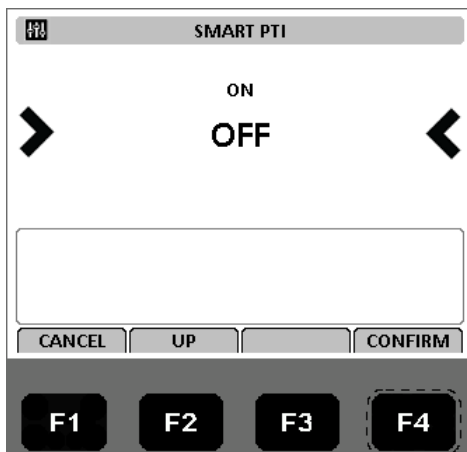 SMART PTI
ON
OFF
CANCEL UP CONFIRM
F1 F2 F3 F4